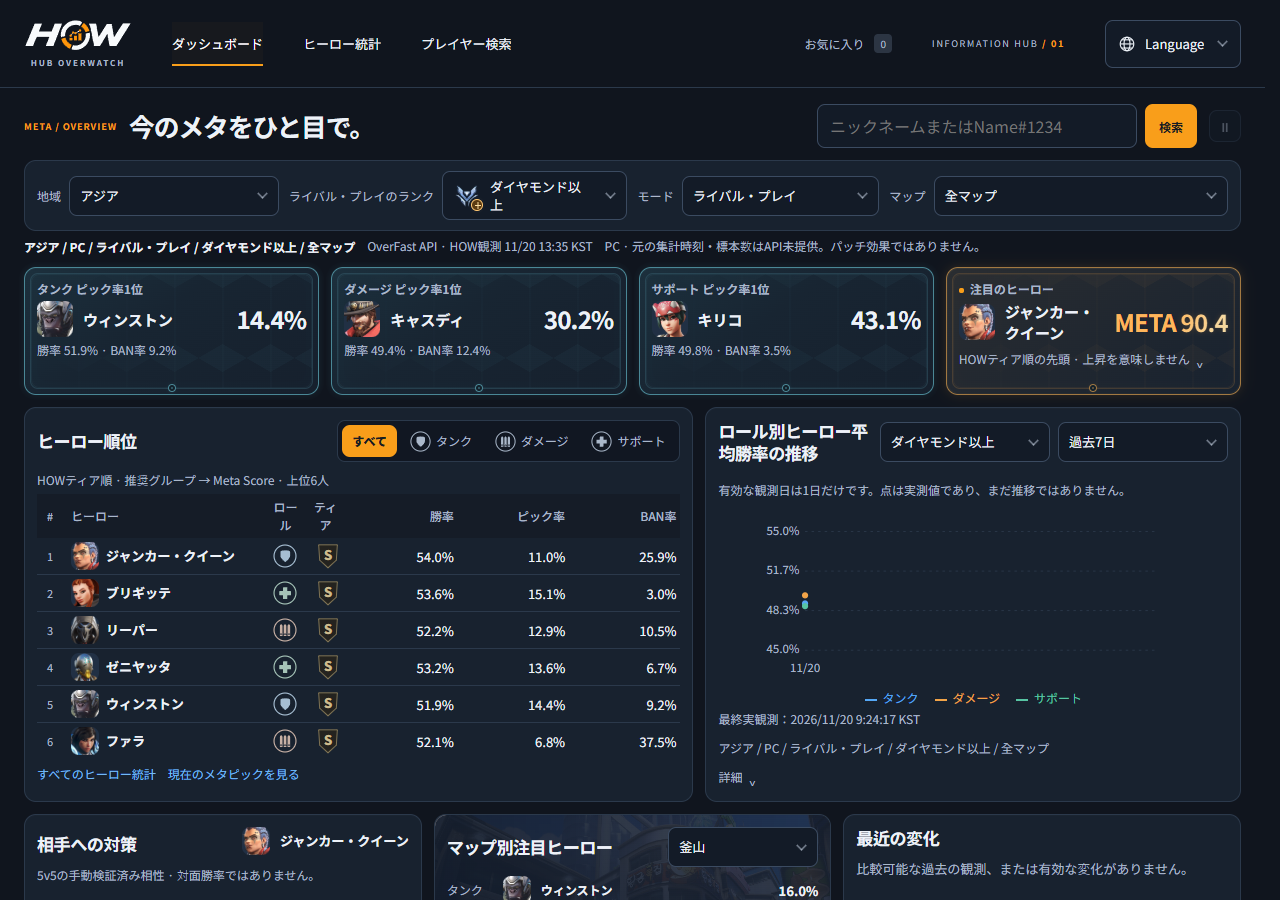 HOW
HUB OVERWATCH
ダッシュボード
ヒーロー統計
プレイヤー検索
お気に入り 0
INFORMATION HUB / 01
Language
META / OVERVIEW
今のメタをひと目で。
ニックネームまたはName#1234
検索
地域
アジア
ライバル・プレイのランク
ダイヤモンド以
上
モード
ライバル・プレイ
マップ
全マップ
アジア / PC / ライバル・プレイ / ダイヤモンド以上 / 全マップ
OverFast API · HOW観測 11/20 13:35 KST
PC · 元の集計時刻・標本数はAPI未提供。パッチ効果ではありません。
タンク ピック率1位
ウィンストン
14.4%
勝率 51.9% · BAN率 9.2%
ダメージ ピック率1位
キャスディ
30.2%
勝率 49.4% · BAN率 12.4%
サポート ピック率1位
キリコ
43.1%
勝率 49.8% · BAN率 3.5%
注目のヒーロー
ジャンカー・
クイーン
META 90.4
HOWティア順の先頭・上昇を意味しません
ヒーロー順位
すべて
タンク
ダメージ
サポート
HOWティア順 · 推奨グループ → Meta Score · 上位6人
# ヒーロー ロール ティア 勝率 ピック率 BAN率
1 ジャンカー・クイーン S 54.0% 11.0% 25.9%
2 ブリギッテ S 53.6% 15.1% 3.0%
3 リーパー S 52.2% 12.9% 10.5%
4 ゼニヤッタ S 53.2% 13.6% 6.7%
5 ウィンストン S 51.9% 14.4% 9.2%
6 ファラ S 52.1% 6.8% 37.5%
すべてのヒーロー統計
現在のメタピックを見る
ロール別ヒーロー平
均勝率の推移
ダイヤモンド以上
過去7日
有効な観測日は1日だけです。点は実測値であり、まだ推移ではありません。
55.0%
51.7%
48.3%
45.0%
11/20
タンク
ダメージ
サポート
最終実観測：2026/11/20 9:24:17 KST
アジア / PC / ライバル・プレイ / ダイヤモンド以上 / 全マップ
詳細
相手への対策
ジャンカー・クイーン
5v5の手動検証済み相性 · 対面勝率ではありません。
マップ別注目ヒーロー
釜山
タンク
ウィンストン
16.0%
最近の変化
比較可能な過去の観測、または有効な変化がありません。